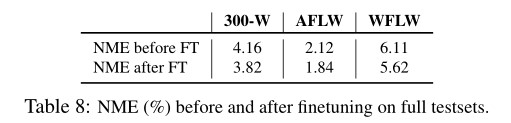 300-W AFLW WFLW
NME before FT 4.16 2.12 6.11
NME after FT 3.82 1.84 5.62
Table 8: NME (%) before and after finetuning on full testsets.